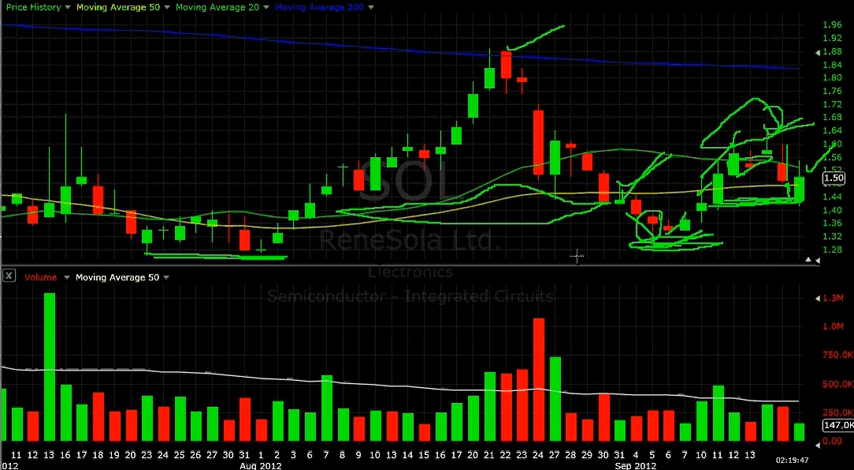 Price History Moving Average 50 Moving Average 20 Moving Average 200
1.96
1.92
1.88
1.84
1.80
1.76
1.72
1.68
1.64
1.60
1.56
1.52
1.50
1.44
1.40
1.36
1.32
1.28
SOL
ReneSola Ltd.
Electronics
Semiconductor - Integrated Circuits
X Volume Moving Average 50
1.3M
1.0M
750.0K
500.0K
250.0K
147.0K
0.00
11 12 13 16 17 18 19 20 23 24 25 26 27 30 31 1 2 3 6 7 8 9 10 13 14 15 16 17 20 21 22 23 24 27 28 29 30 31 4 5 6 7 10 11 12 13
012 Aug 2012 Sep 2012 02:19:47